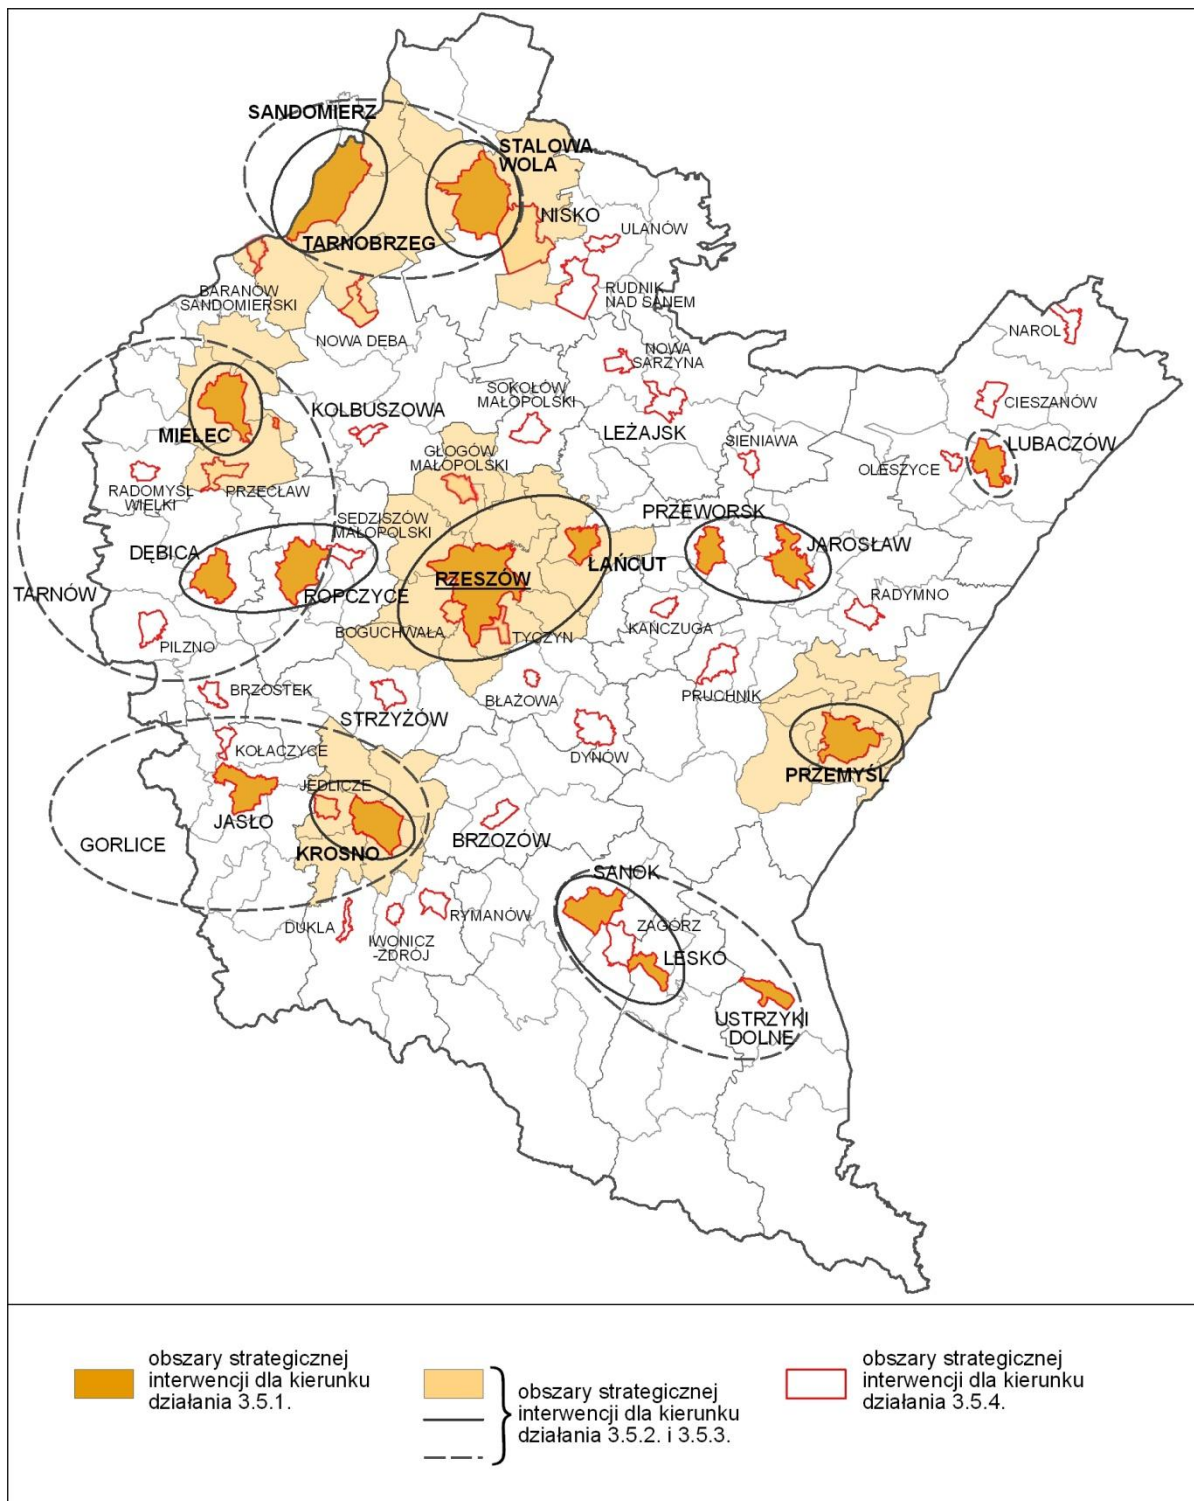 SANDOMIERZ
STALOWA
WOLA
NISKO
ULANÓW
TARNOBRZEG
BARANÓW
SANDOMIERSKI
RUDNIK
NAD SANEM
NOWA DĘBA
NAROL
NOWA
SARZYNA
SOKOŁÓW
MAŁOPOLSKI
CIESZANÓW
KOLBUSZOWA
MIELEC
LEŻAJSK
SIENIAWA
LUBACZÓW
GŁOGÓW
MAŁOPOLSKI
OLESZYCE
RADOMYŚL
WIELKI
PRZECŁAW
PRZEWORSK
SĘDZISZÓW
MAŁOPOLSKI
JAROSŁAW
DĘBICA
ŁAŃCUT
RZESZÓW
TARNÓW
ROPCZYCE
RADYMNO
BOGUCHWAŁA
TYCZYN
KAŃCZUGA
PILZNO
BRZOSTEK
PRUCHNIK
STRZYŻÓW
BŁAŻOWA
KOŁACZYCE
DYNÓW
PRZEMYŚL
JEDLICZE
JASŁO
GORLICE
KROSNO
BRZOZÓW
SANOK
DUKLA
IWONICZ
-ZDRÓJ
RYMANÓW
ZAGÓRZ
LESKO
USTRZYKI
DOLNE
obszary strategicznej
interwencji dla kierunku
działania 3.5.1.
obszary strategicznej
interwencji dla kierunku
działania 3.5.2. i 3.5.3.
obszary strategicznej
interwencji dla kierunku
działania 3.5.4.